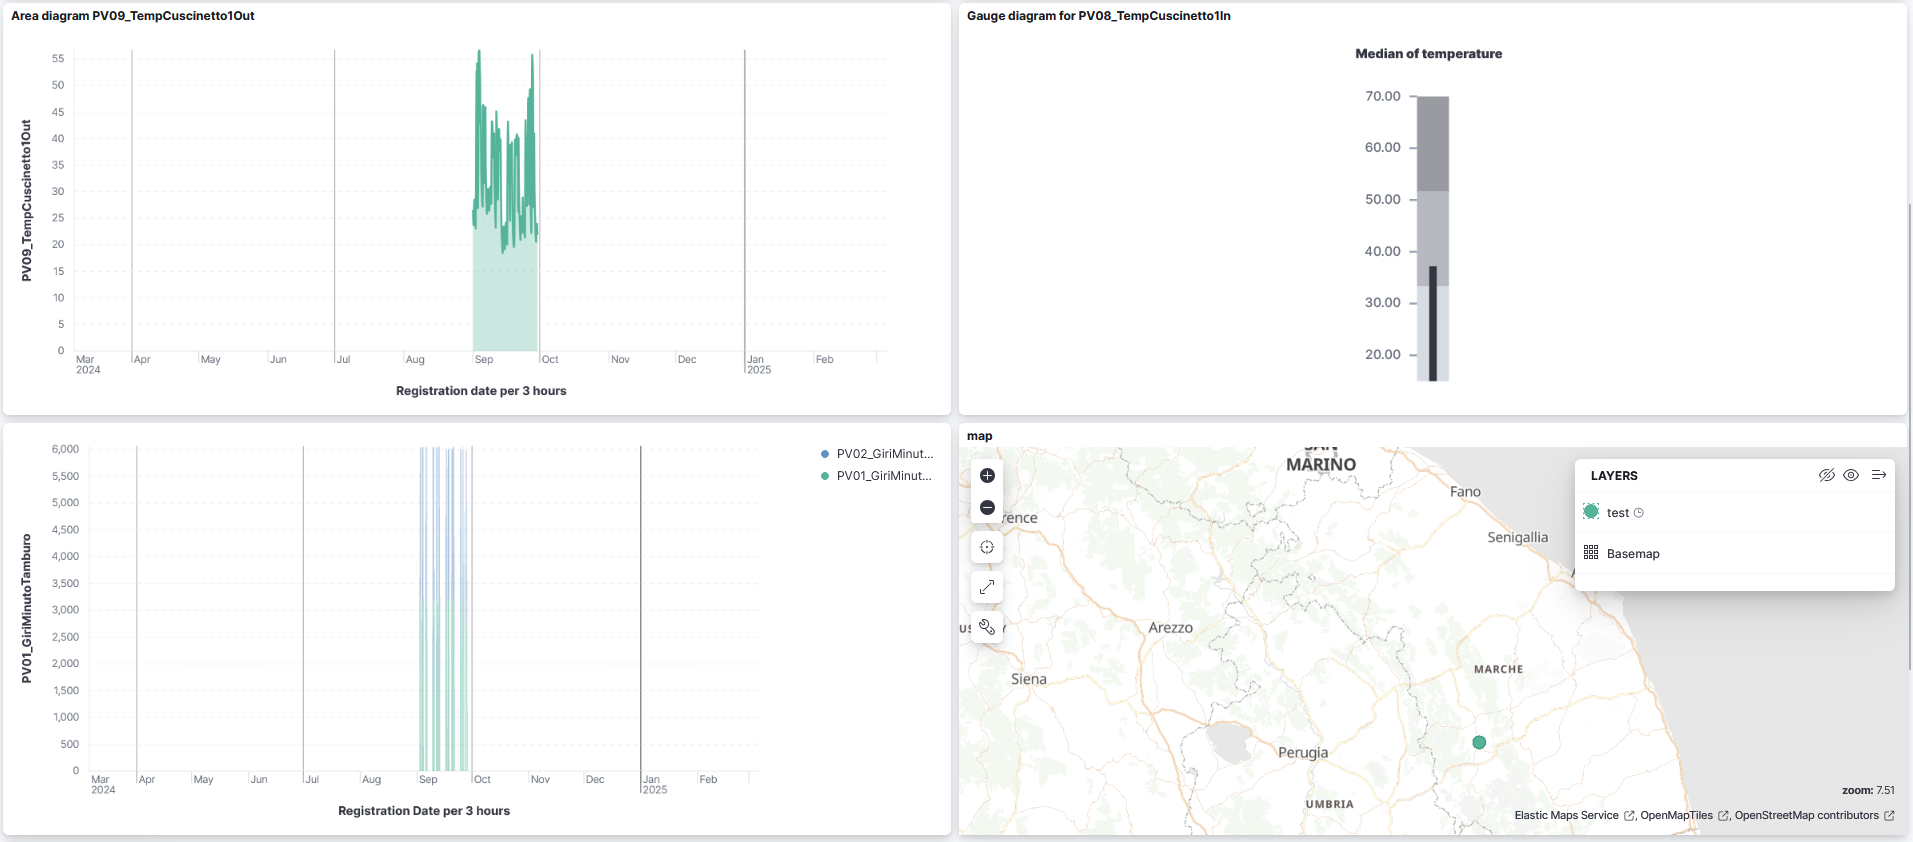 Area diagram PV09_TempCuscinetto1Out
PV09_TempCuscinetto1Out
55
50
45
40
35
30
25
20
15
10
5
0
Mar
2024
Apr
May
Jun
Jul
Aug
Sep
Oct
Nov
Dec
Jan
2025
Feb
Registration date per 3 hours
Gauge diagram for PV08_TempCuscinetto1In
Median of temperature
70.00
60.00
50.00
40.00
30.00
20.00
PV01_GiriMinutoTamburo
6,000
5,500
5,000
4,500
4,000
3,500
3,000
2,500
2,000
1,500
1,000
500
0
Mar
2024
Apr
May
Jun
Jul
Aug
Sep
Oct
Nov
Dec
Jan
2025
Feb
Registration Date per 3 hours
PV02_GiriMinut...
PV01_GiriMinut...
map
SAN
MARINO
Fano
rence
Senigallia
Arezzo
Siena
MARCHE
Perugia
UMBRIA
LAYERS
test
Basemap
zoom: 7.51
Elastic Maps Service , OpenMapTiles , OpenStreetMap contributors